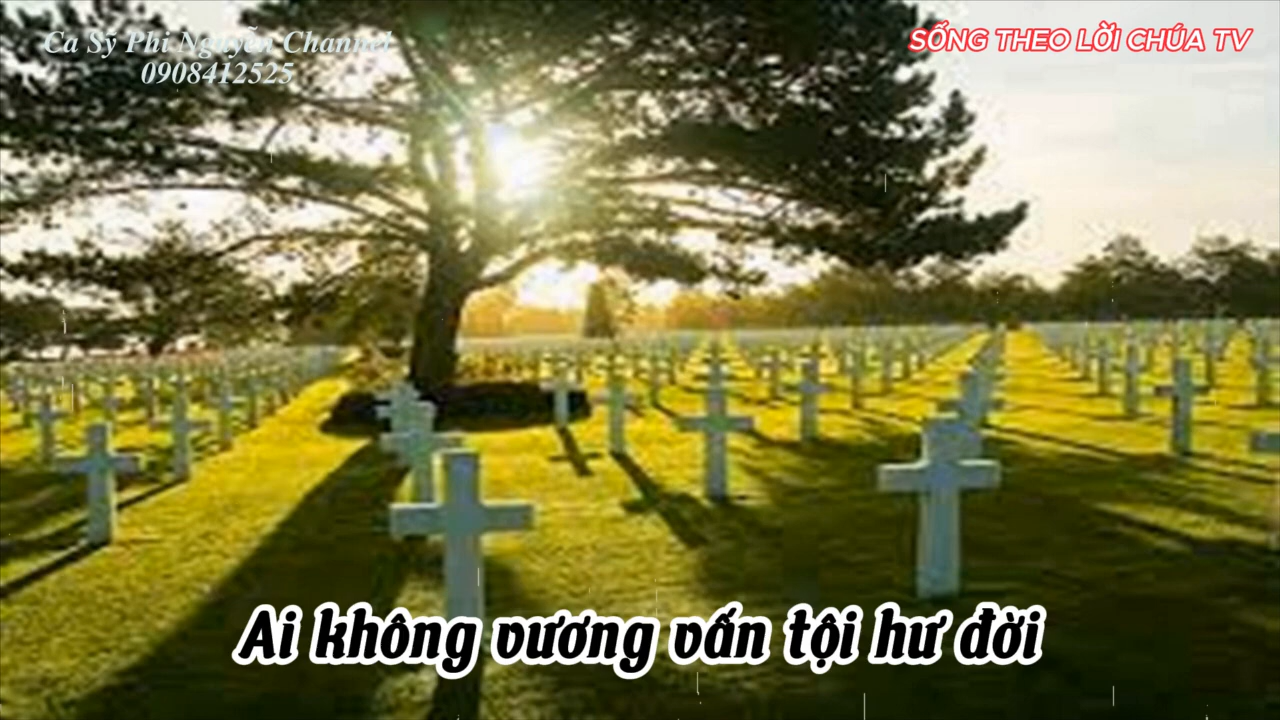 Ca Sỹ Phi Nguyễn Channel
0908412525
SỐNG THEO LỜI CHÚA TV
Ai không vương vấn tội hư đời